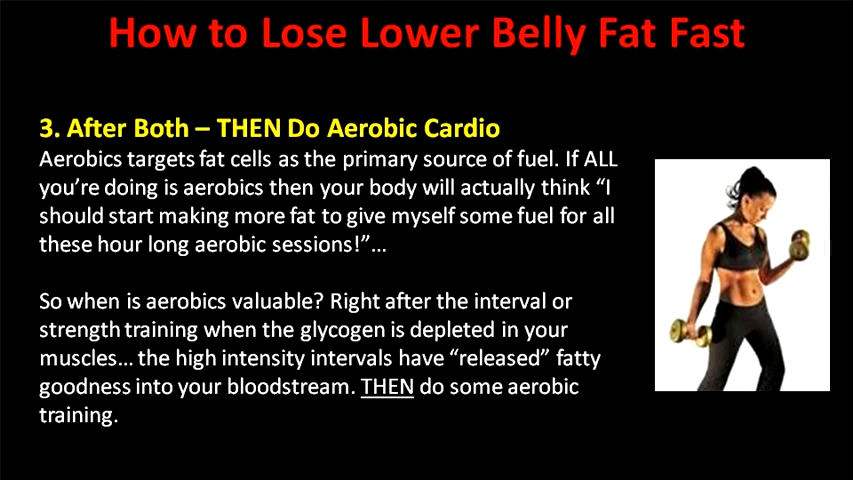 How to Lose Lower Belly Fat Fast
3. After Both – THEN Do Aerobic Cardio
Aerobics targets fat cells as the primary source of fuel. If ALL
you’re doing is aerobics then your body will actually think “I
should start making more fat to give myself some fuel for all
these hour long aerobic sessions!”…
So when is aerobics valuable? Right after the interval or
strength training when the glycogen is depleted in your
muscles… the high intensity intervals have “released” fatty
goodness into your bloodstream. THEN do some aerobic
training.